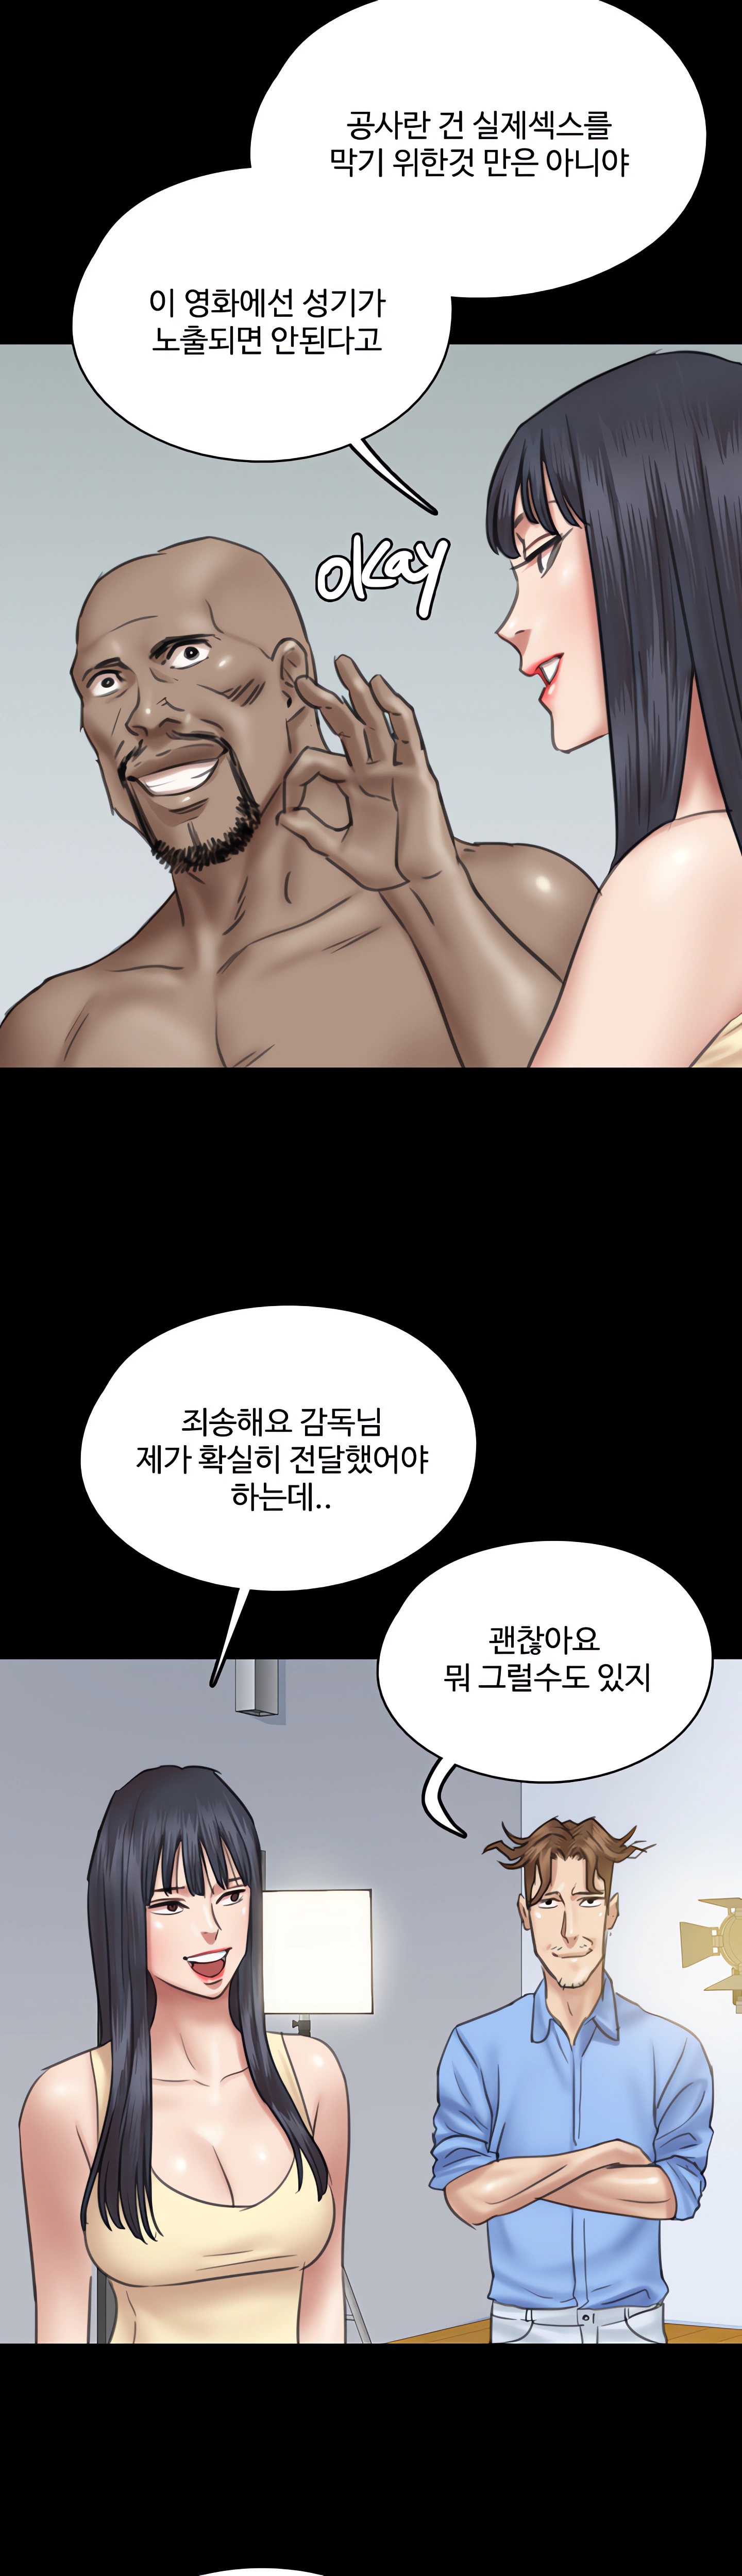 공사란 건 실제섹스를
막기 위한것 만은 아니야
이 영화에선 성기가
노출되면 안된다고
okay
죄송해요 감독님
제가 확실히 전달했어야
하는데..
괜찮아요
뭐 그럴수도 있지